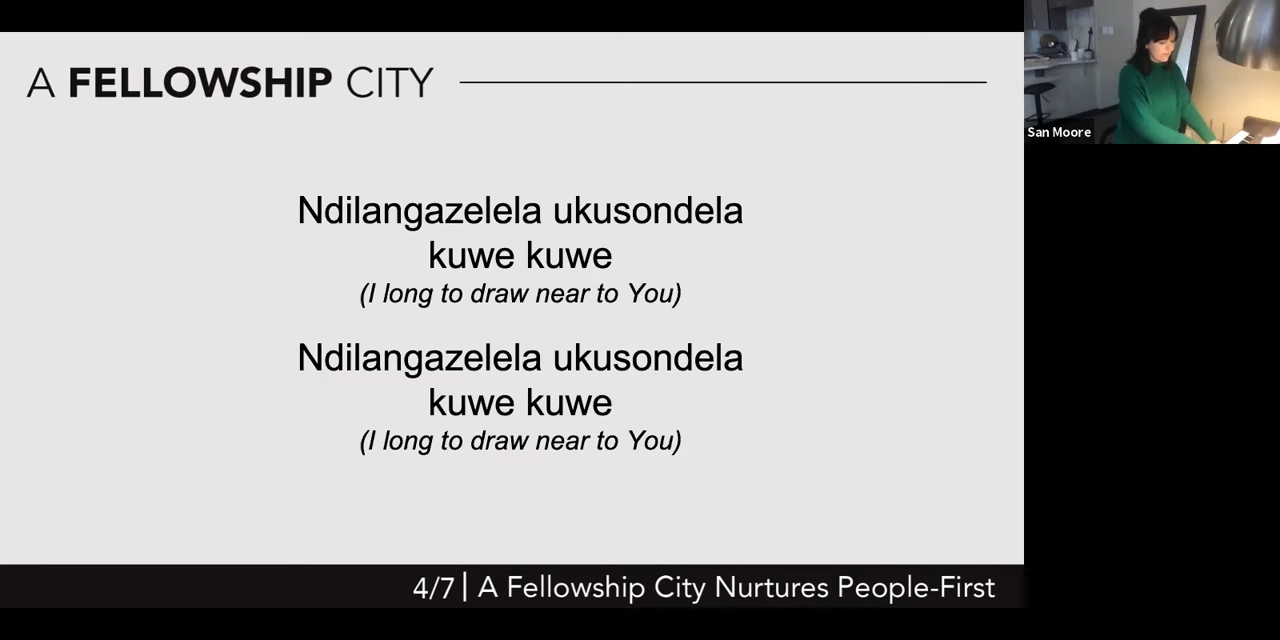 A FELLOWSHIP CITY
Ndilangazelela ukusondela
kuwe kuwe
(I long to draw near to You)
Ndilangazelela ukusondela
kuwe kuwe
(I long to draw near to You)
4/7| A Fellowship City Nurtures People-First
San Moore